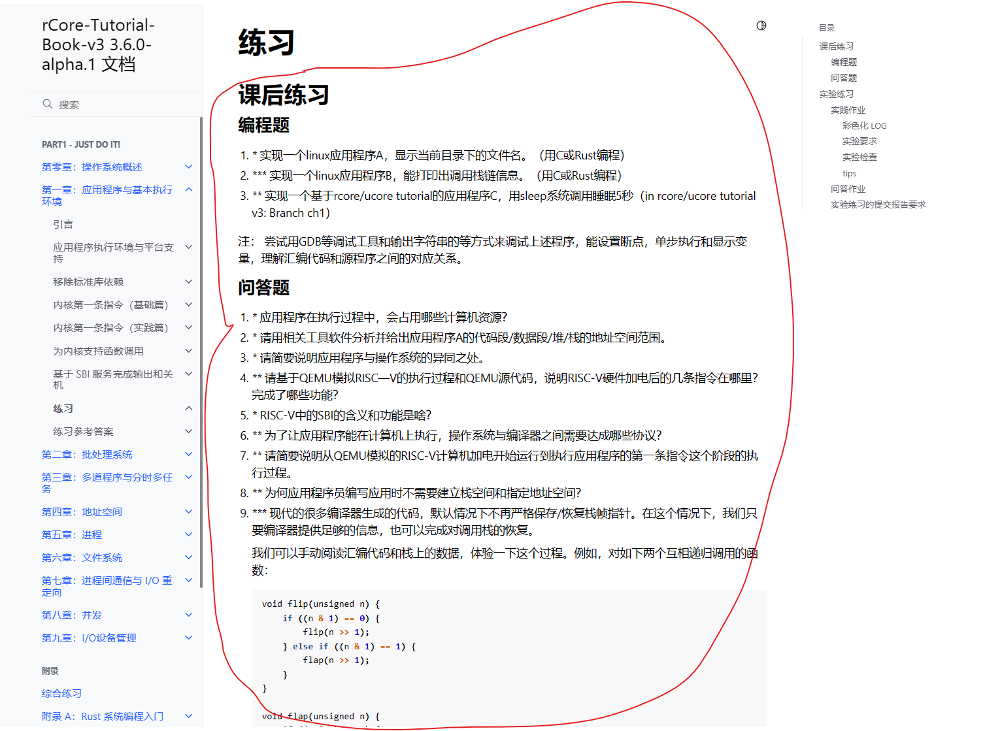 rCore-Tutorial-
Book-v3 3.6.0-
alpha.1 文档
搜索
PART1 - JUST DO IT!
第零章：操作系统概述
第一章：应用程序与基本执行
环境
引言
应用程序执行环境与平台支
持
移除标准库依赖
内核第一条指令（基础篇）
内核第一条指令（实践篇）
为内核支持函数调用
基于 SBI 服务完成输出和关
机
练习
练习参考答案
第二章：批处理系统
第三章：多道程序与分时多任
务
第四章：地址空间
第五章：进程
第六章：文件系统
第七章：进程间通信与 I/O 重
定向
第八章：并发
第九章：I/O设备管理
附录
综合练习
附录 A：Rust 系统编程入门
练习
课后练习
编程题
1. * 实现一个linux应用程序A，显示当前目录下的文件名。（用C或Rust编程）
2. *** 实现一个linux应用程序B，能打印出调用栈链信息。（用C或Rust编程）
3. ** 实现一个基于rcore/ucore tutorial的应用程序C，用sleep系统调用睡眠5秒（in rcore/ucore tutorial
v3: Branch ch1）
注： 尝试用GDB等调试工具和输出字符串的等方式来调试上述程序，能设置断点，单步执行和显示变
量，理解汇编代码和源程序之间的对应关系。
问答题
1. * 应用程序在执行过程中，会占用哪些计算机资源？
2. * 请用相关工具软件分析并给出应用程序A的代码段/数据段/堆/栈的地址空间范围。
3. * 请简要说明应用程序与操作系统的异同之处。
4. ** 请基于QEMU模拟RISC—V的执行过程和QEMU源代码，说明RISC-V硬件加电后的几条指令在哪里？
完成了哪些功能？
5. * RISC-V中的SBI的含义和功能是啥？
6. ** 为了让应用程序能在计算机上执行，操作系统与编译器之间需要达成哪些协议？
7. ** 请简要说明从QEMU模拟的RISC-V计算机加电开始运行到执行应用程序的第一条指令这个阶段的执
行过程。
8. ** 为何应用程序员编写应用时不需要建立栈空间和指定地址空间？
9. *** 现代的很多编译器生成的代码，默认情况下不再严格保存/恢复栈帧指针。在这个情况下，我们只
要编译器提供足够的信息，也可以完成对调用栈的恢复。
我们可以手动阅读汇编代码和栈上的数据，体验一下这个过程。例如，对如下两个互相递归调用的函
数：
void flip(unsigned n) {
    if ((n & 1) == 0) {
        flip(n >> 1);
    } else if ((n & 1) == 1) {
        flap(n >> 1);
    }
}
void flap(unsigned n) {
目录
课后练习
编程题
问答题
实验练习
实践作业
彩色化 LOG
实验要求
实验检查
tips
问答作业
实验练习的提交报告要求